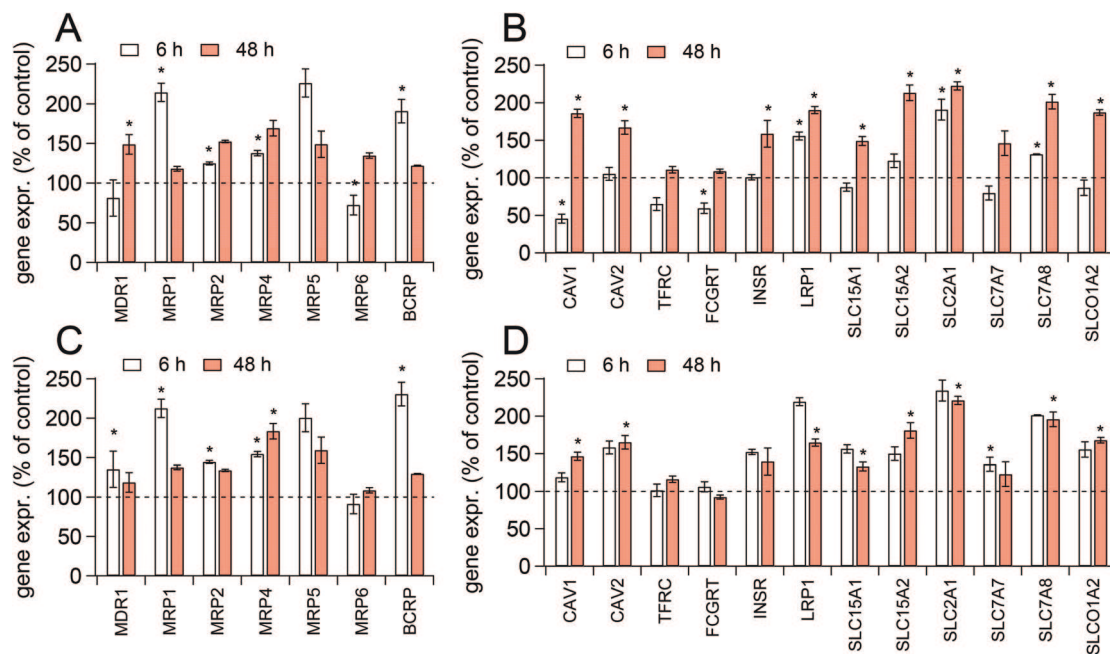 A
6 h 48 h
gene expr. (% of control)
250
200
150
100
50
0
* * * * * *
MDR1 MRP1 MRP2 MRP4 MRP5 MRP6 BCRP
B
6 h 48 h
gene expr. (% of control)
250
200
150
100
50
0
* * * * * * * * * * * * * *
CAV1 CAV2 TFRC FCGRT INSR LRP1 SLC15A1 SLC15A2 SLC2A1 SLC7A7 SLC7A8 SLCO1A2
C
6 h 48 h
gene expr. (% of control)
250
200
150
100
50
0
* * * * * *
MDR1 MRP1 MRP2 MRP4 MRP5 MRP6 BCRP
D
6 h 48 h
gene expr. (% of control)
250
200
150
100
50
0
* * * * * * * * *
CAV1 CAV2 TFRC FCGRT INSR LRP1 SLC15A1 SLC15A2 SLC2A1 SLC7A7 SLC7A8 SLCO1A2